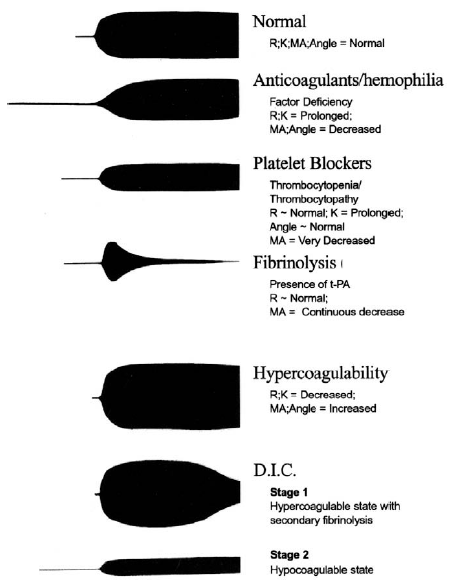 Normal
R;K;MA;Angle = Normal
Anticoagulants/hemophilia
Factor Deficiency
R;K = Prolonged;
MA;Angle = Decreased
Platelet Blockers
Thrombocytopenia/
Thrombocytopathy
R ~ Normal; K = Prolonged;
Angle ~ Normal
MA = Very Decreased
Fibrinolysis
Presence of t-PA
R ~ Normal;
MA = Continuous decrease
Hypercoagulability
R;K = Decreased;
MA;Angle = Increased
D.I.C.
Stage 1
Hypercoagulable state with
secondary fibrinolysis
Stage 2
Hypocoagulable state